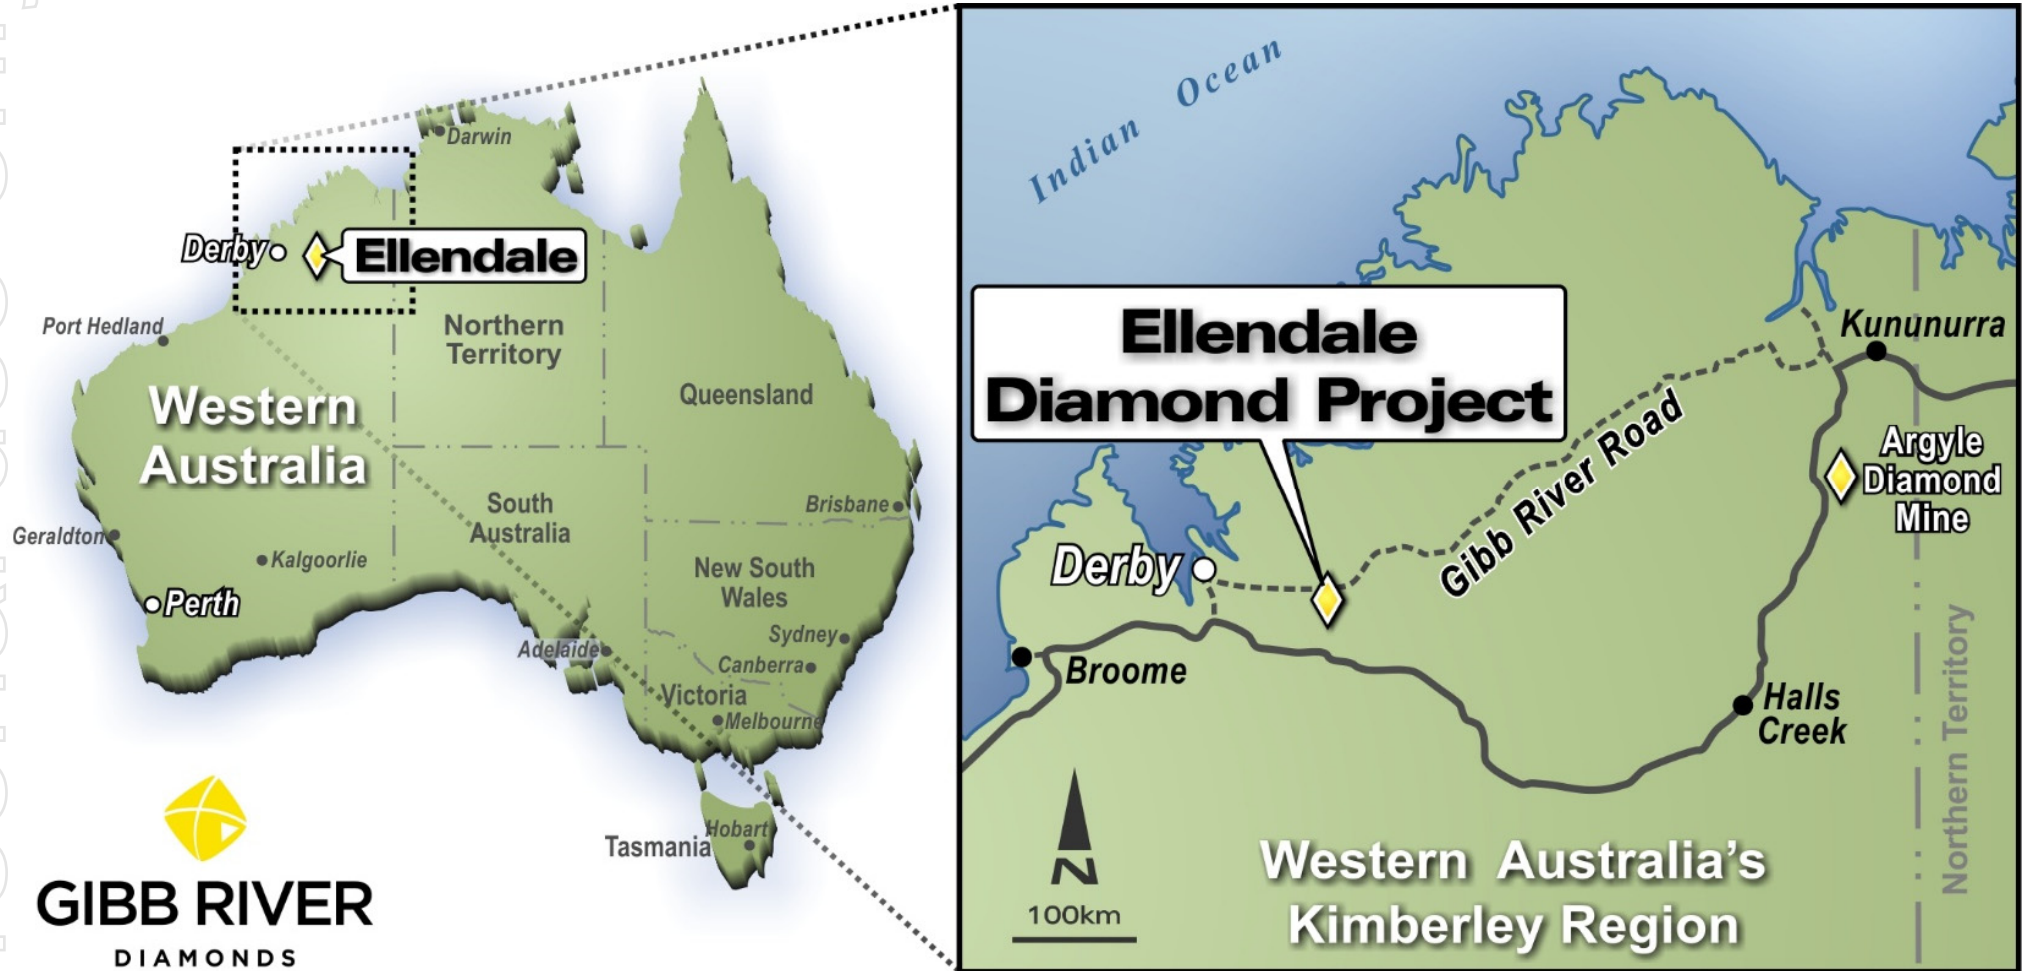 Darwin
Derby
Ellendale
Port Hedland
Northern
Territory
Western
Australia
Queensland
South
Australia
Brisbane
Geraldton
Kalgoorlie
New South
Wales
Perth
Sydney
Adelaide
Canberra
Victoria
Melbourne
Hobart
Tasmania
GIBB RIVER
DIAMONDS
Indian Ocean
Ellendale
Diamond Project
Kununurra
Gibb River Road
Argyle
Diamond
Mine
Derby
Broome
Halls
Creek
Northern Territory
N
100km
Western Australia's
Kimberley Region